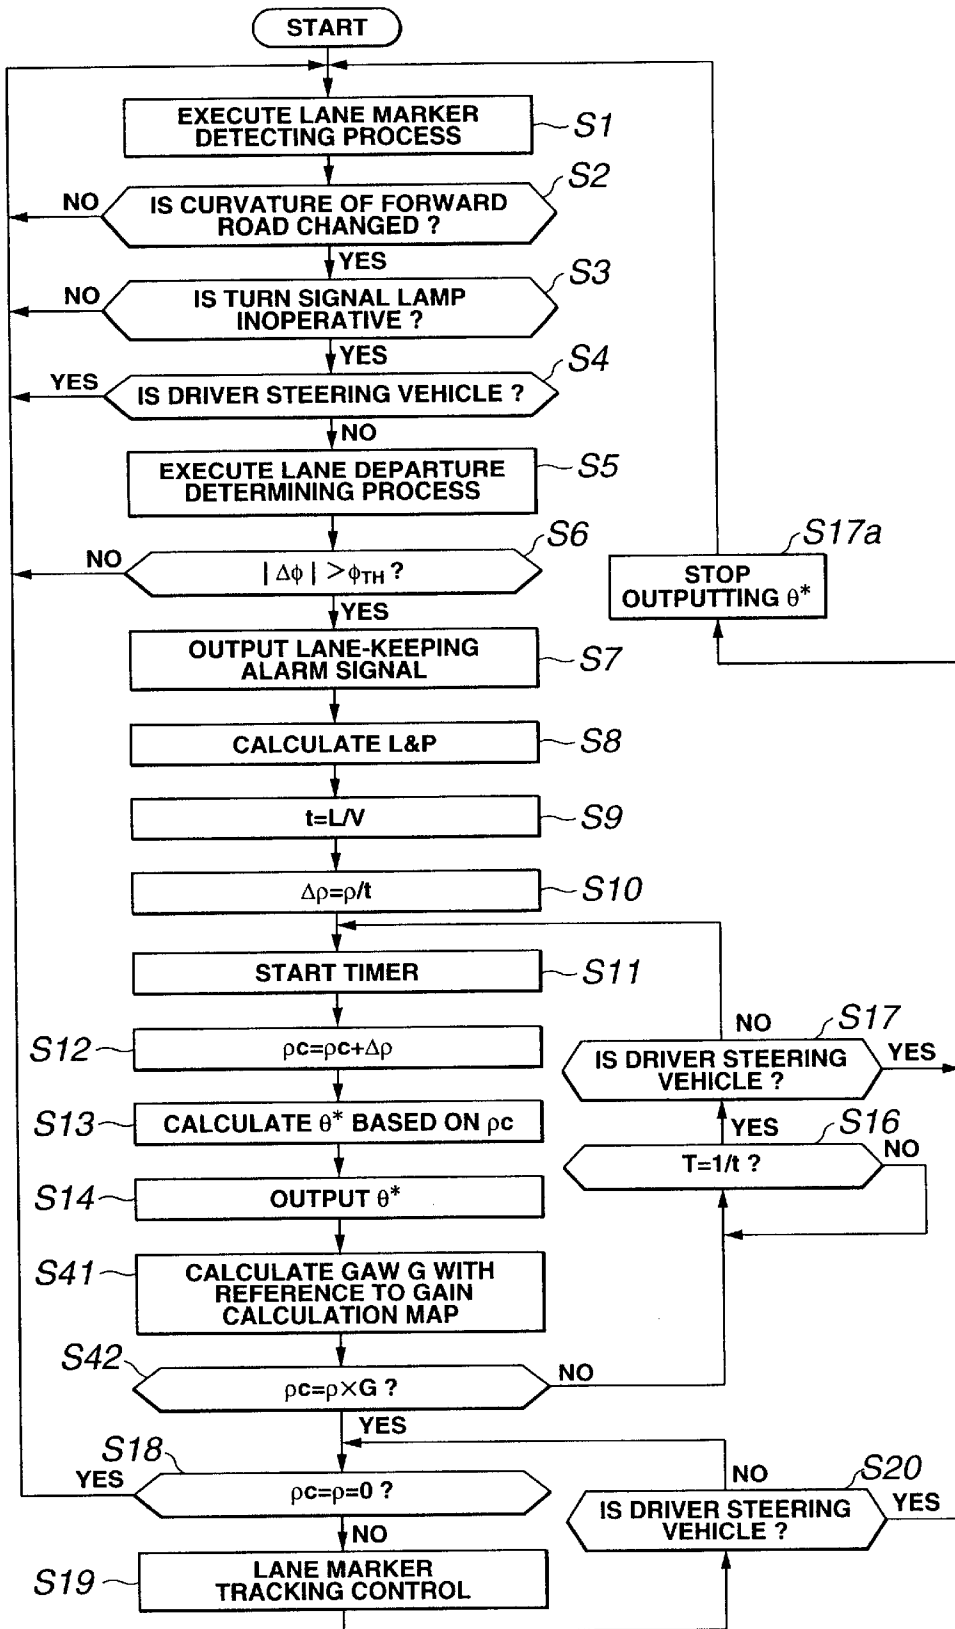 START
EXECUTE LANE MARKER
DETECTING PROCESS
S1
S2
NO
IS CURVATURE OF FORWARD
ROAD CHANGED ?
YES
S3
NO
IS TURN SIGNAL LAMP
INOPERATIVE ?
YES
S4
YES
IS DRIVER STEERING VEHICLE ?
NO
EXECUTE LANE DEPARTURE
DETERMINING PROCESS
S5
S6
NO
| Δϕ | > ϕTH ?
YES
S17a
STOP
OUTPUTTING θ*
OUTPUT LANE-KEEPING
ALARM SIGNAL
S7
CALCULATE L&P
S8
t=L/V
S9
Δρ=ρ/t
S10
START TIMER
S11
S12
ρc=ρc+Δρ
NO
S17
IS DRIVER STEERING
VEHICLE ?
YES
S13
CALCULATE θ* BASED ON ρc
YES
S16
T=1/t ?
NO
S14
OUTPUT θ*
S41
CALCULATE GAW G WITH
REFERENCE TO GAIN
CALCULATION MAP
S42
ρc=ρ×G ?
NO
YES
S18
YES
ρc=ρ=0 ?
NO
NO
S20
IS DRIVER STEERING
VEHICLE ?
YES
S19
LANE MARKER
TRACKING CONTROL